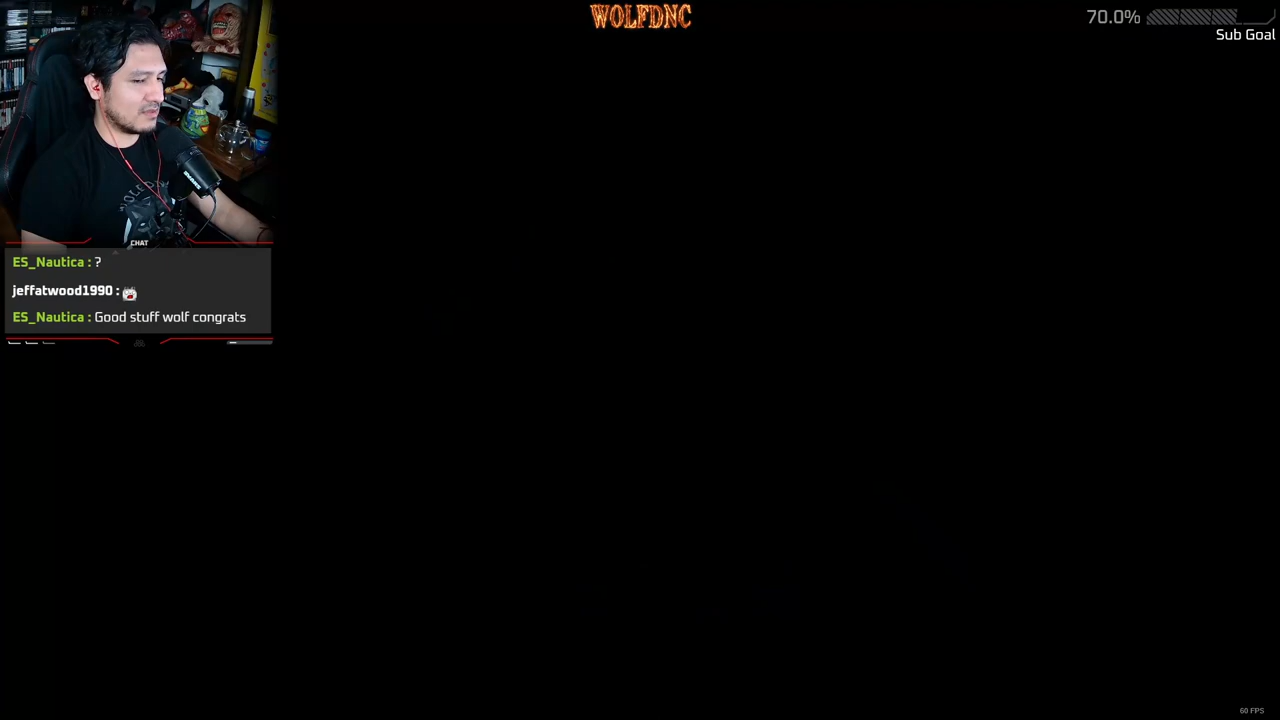 WOLFDNC
70.0%
Sub Goal
CHAT
ES_Nautica : ?
jeffatwood1990 :
ES_Nautica : Good stuff wolf congrats
60 FPS